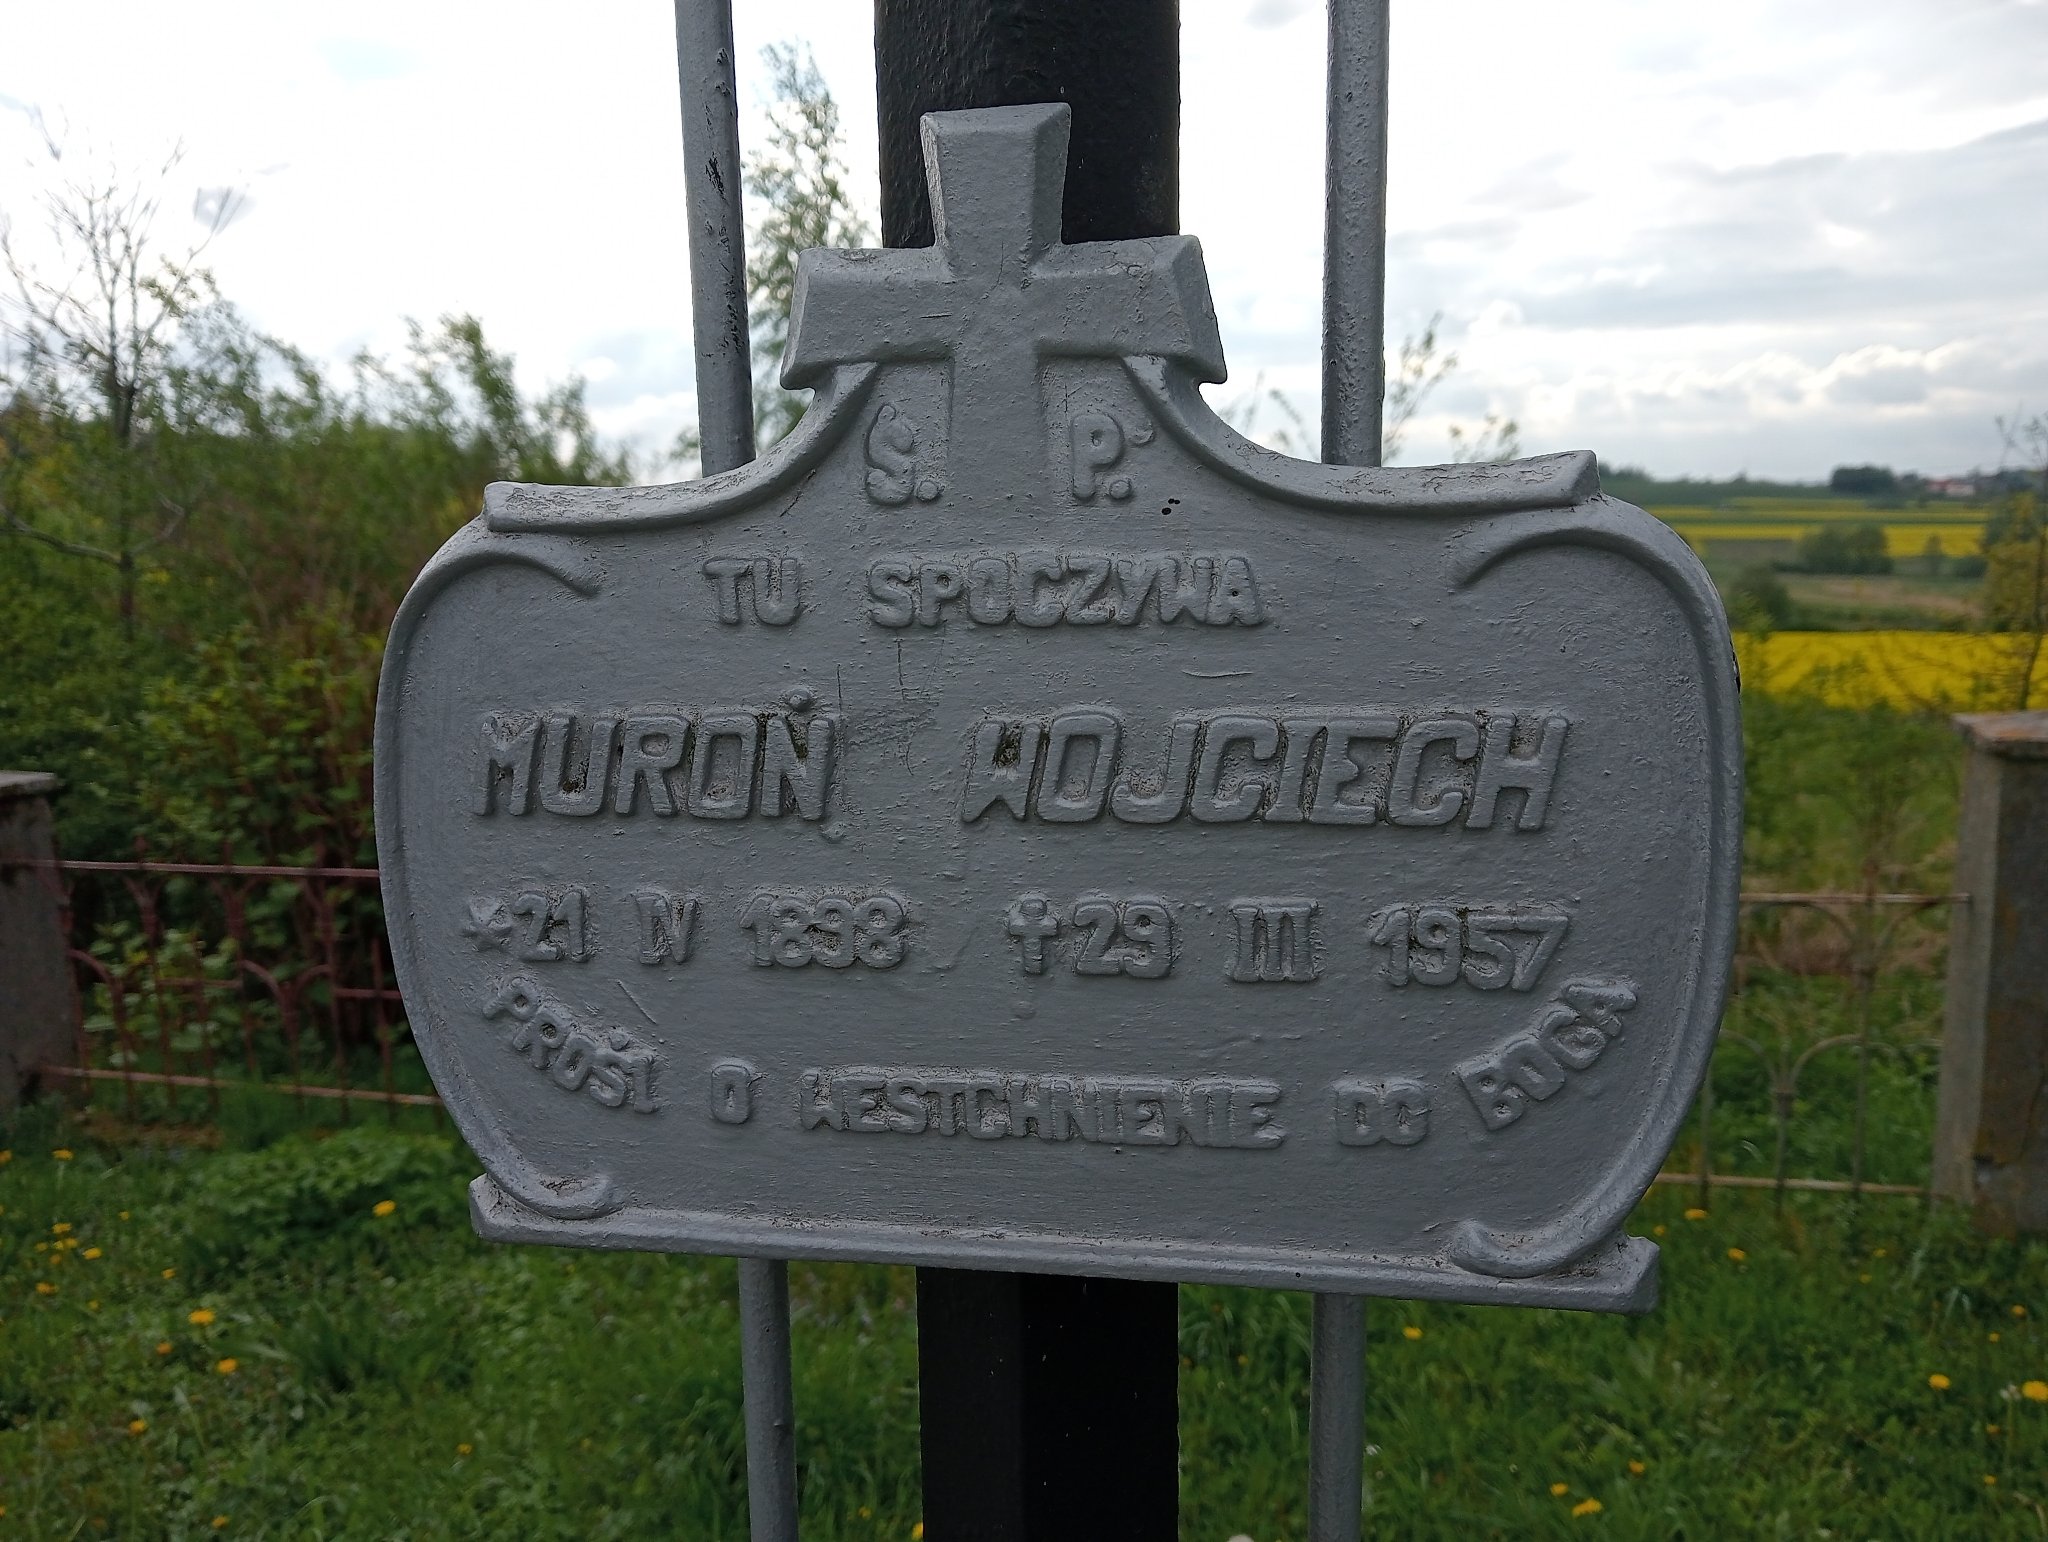 Ś. P.
TU SPOCZYWA
MUROŃ WOJCIECH
*21 IV 1898 †29 III 1957
PROŚI O WESTCHNIENIE DO BOGA